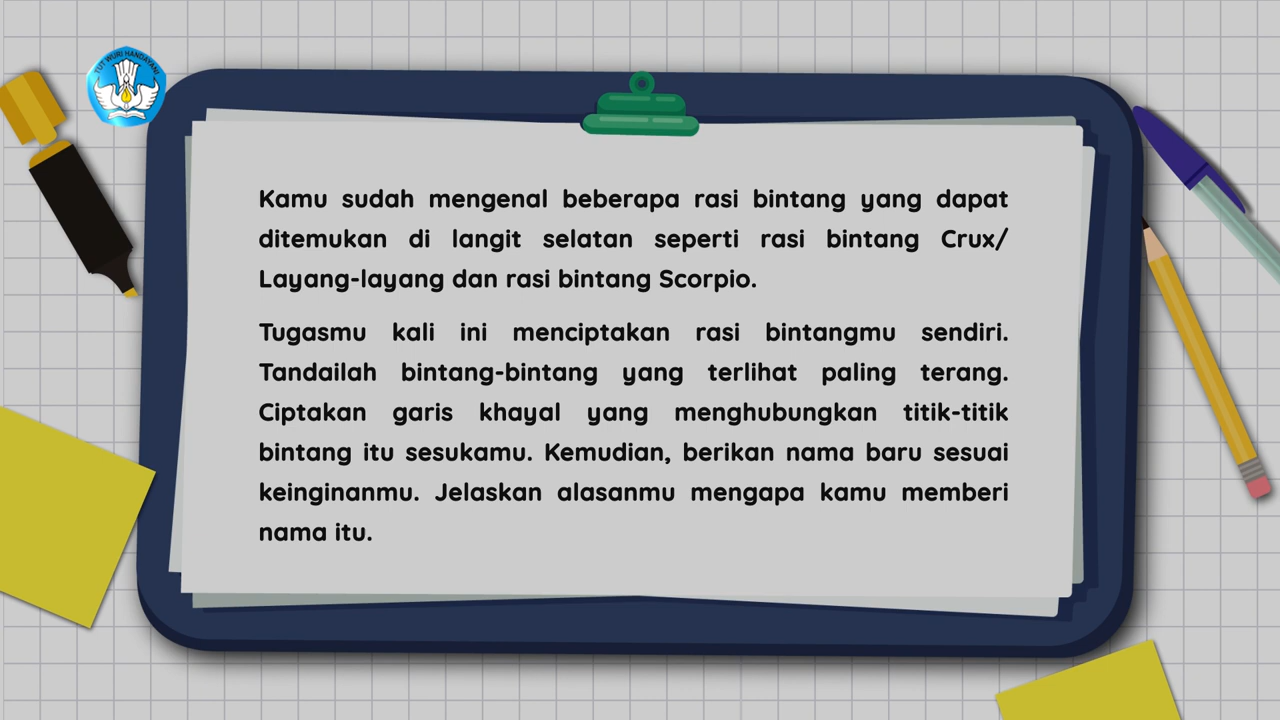 TUT WURI HANDAYANI
Kamu sudah mengenal beberapa rasi bintang yang dapat
ditemukan di langit selatan seperti rasi bintang Crux/
Layang-layang dan rasi bintang Scorpio.
Tugasmu kali ini menciptakan rasi bintangmu sendiri.
Tandailah bintang-bintang yang terlihat paling terang.
Ciptakan garis khayal yang menghubungkan titik-titik
bintang itu sesukamu. Kemudian, berikan nama baru sesuai
keinginanmu. Jelaskan alasanmu mengapa kamu memberi
nama itu.